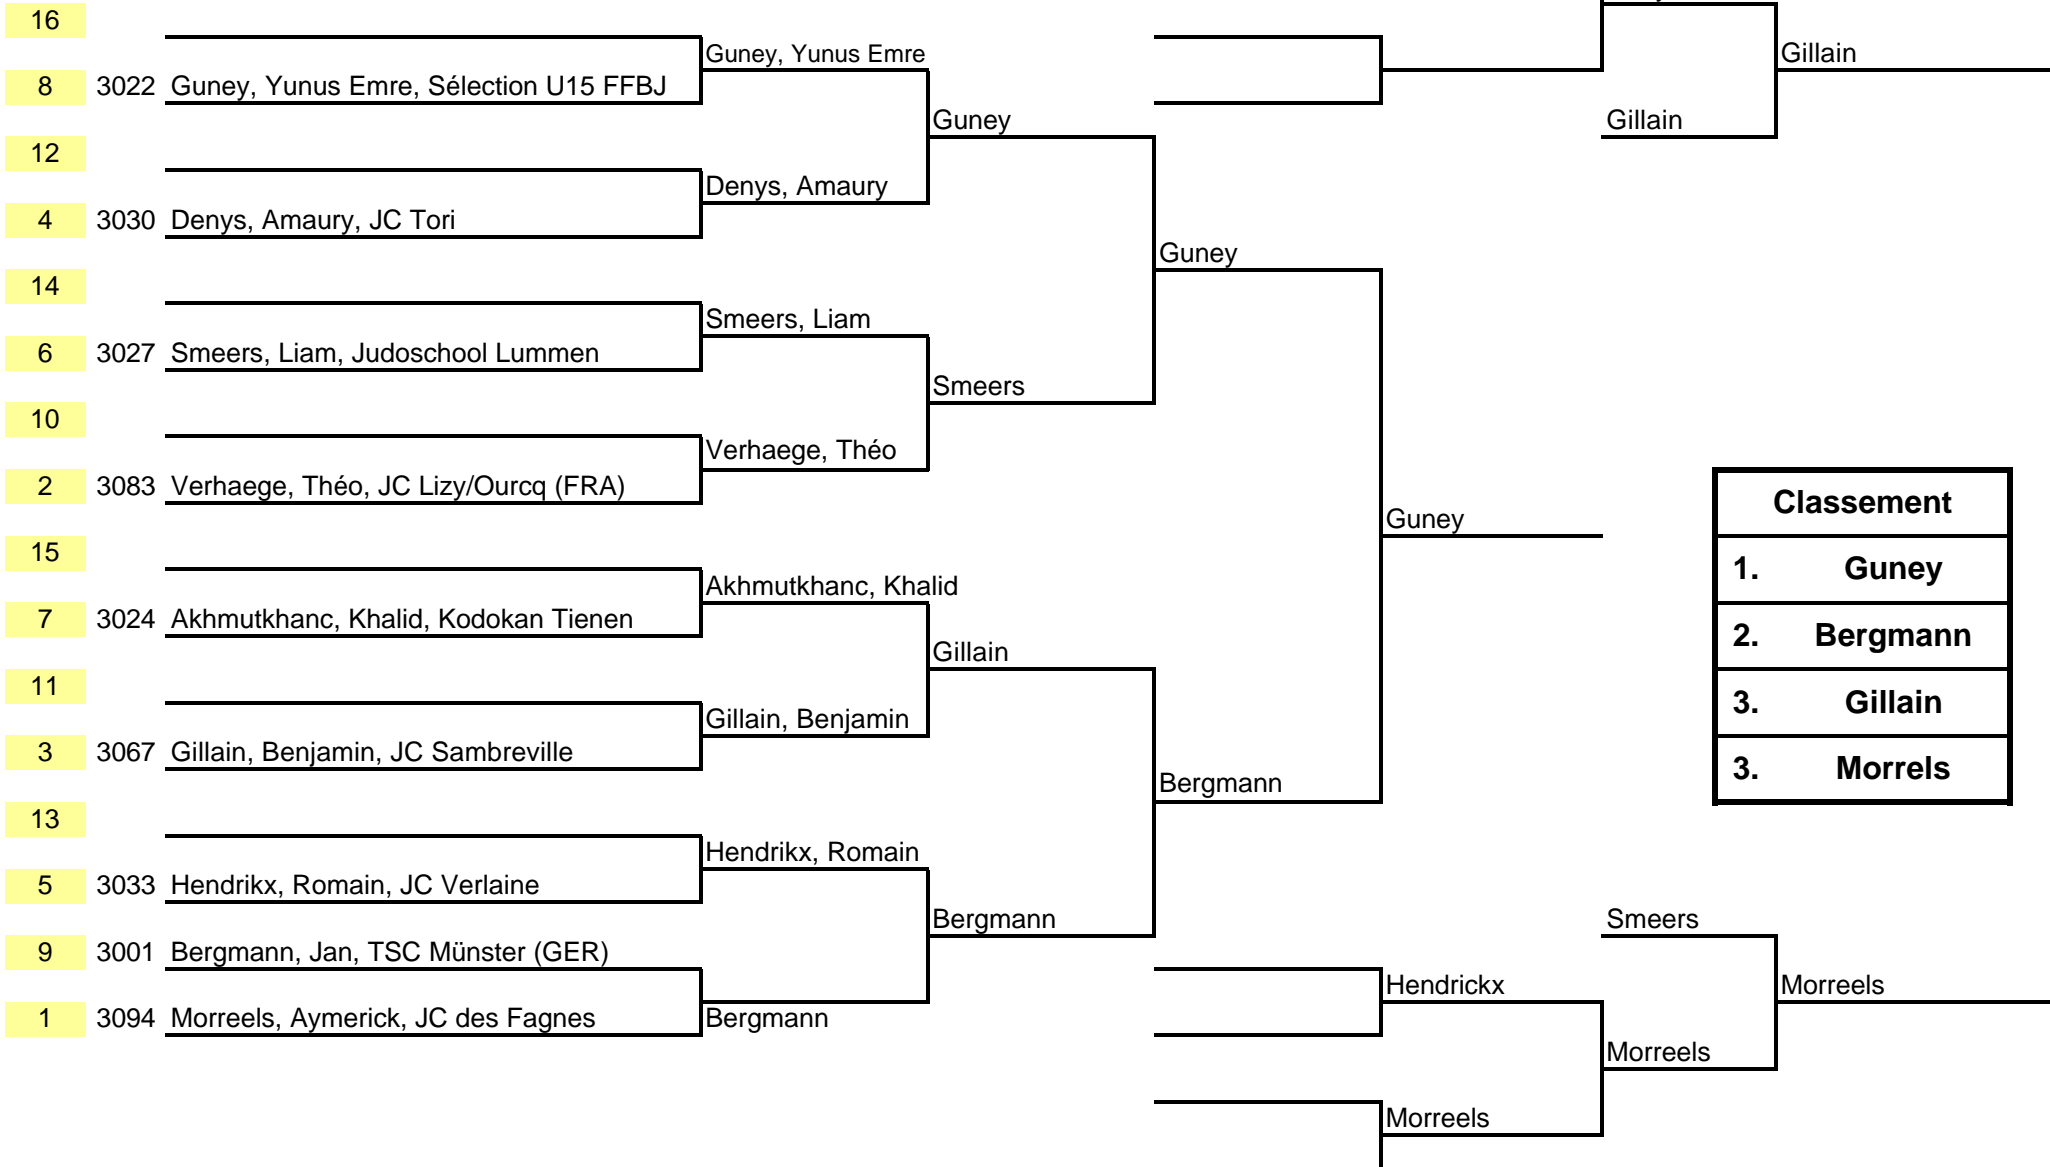 16
Guney, Yunus Emre
Gillain
8 3022 Guney, Yunus Emre, Sélection U15 FFBJ
Guney
Gillain
12
Denys, Amaury
4 3030 Denys, Amaury, JC Tori
Guney
14
Smeers, Liam
6 3027 Smeers, Liam, Judoschool Lummen
Smeers
10
Verhaege, Théo
2 3083 Verhaege, Théo, JC Lizy/Ourcq (FRA)
Classement
Guney
15
1. Guney
Akhmutkhanc, Khalid
7 3024 Akhmutkhanc, Khalid, Kodokan Tienen
2. Bergmann
Gillain
11
3. Gillain
Gillain, Benjamin
3 3067 Gillain, Benjamin, JC Sambreville
3. Morrels
Bergmann
13
Hendrikx, Romain
5 3033 Hendrikx, Romain, JC Verlaine
Bergmann
Smeers
9 3001 Bergmann, Jan, TSC Münster (GER)
Hendrickx
Morreels
1 3094 Morreels, Aymerick, JC des Fagnes
Bergmann
Morreels
Morreels